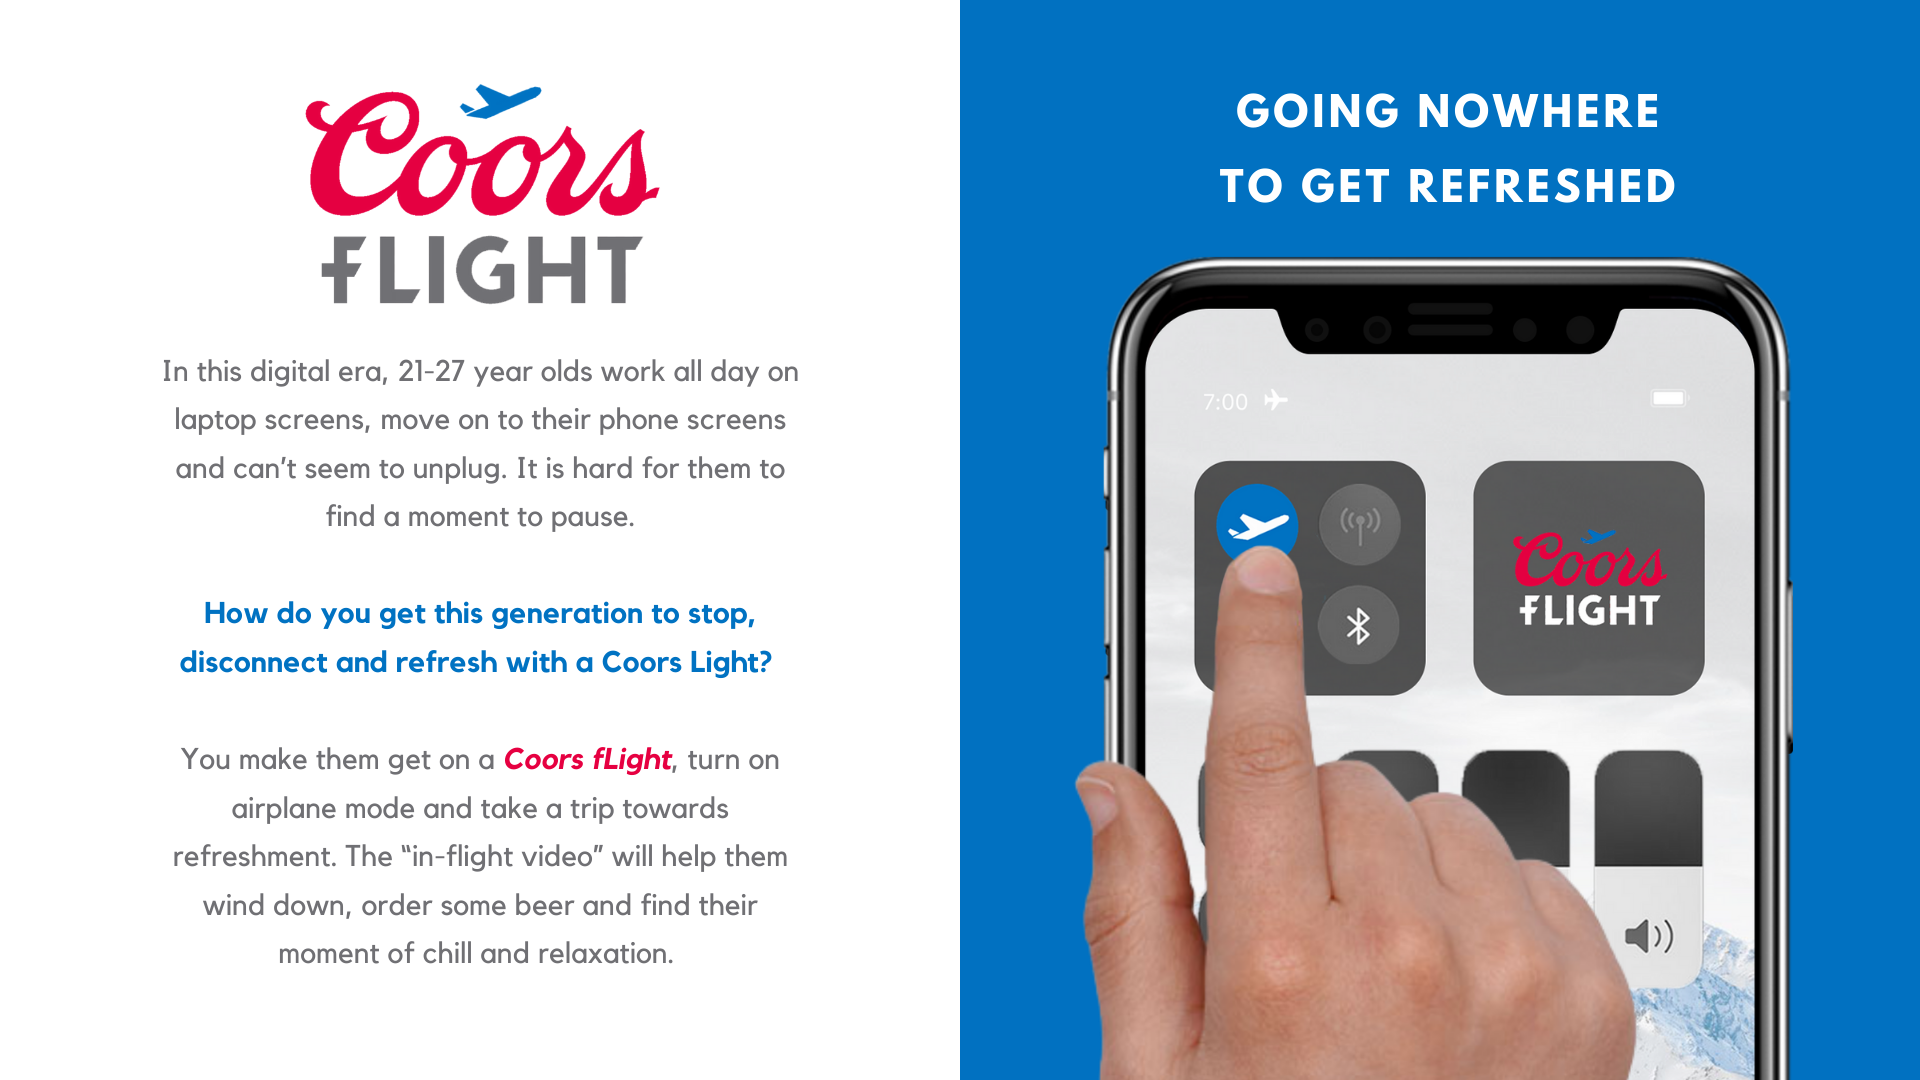 Coors
fLIGHT
In this digital era, 21-27 year olds work all day on
laptop screens, move on to their phone screens
and can't seem to unplug. It is hard for them to
find a moment to pause.
How do you get this generation to stop,
disconnect and refresh with a Coors Light?
You make them get on a Coors fLight, turn on
airplane mode and take a trip towards
refreshment. The “in-flight video” will help them
wind down, order some beer and find their
moment of chill and relaxation.
GOING NOWHERE
TO GET REFRESHED
7:00
Coors
fLIGHT